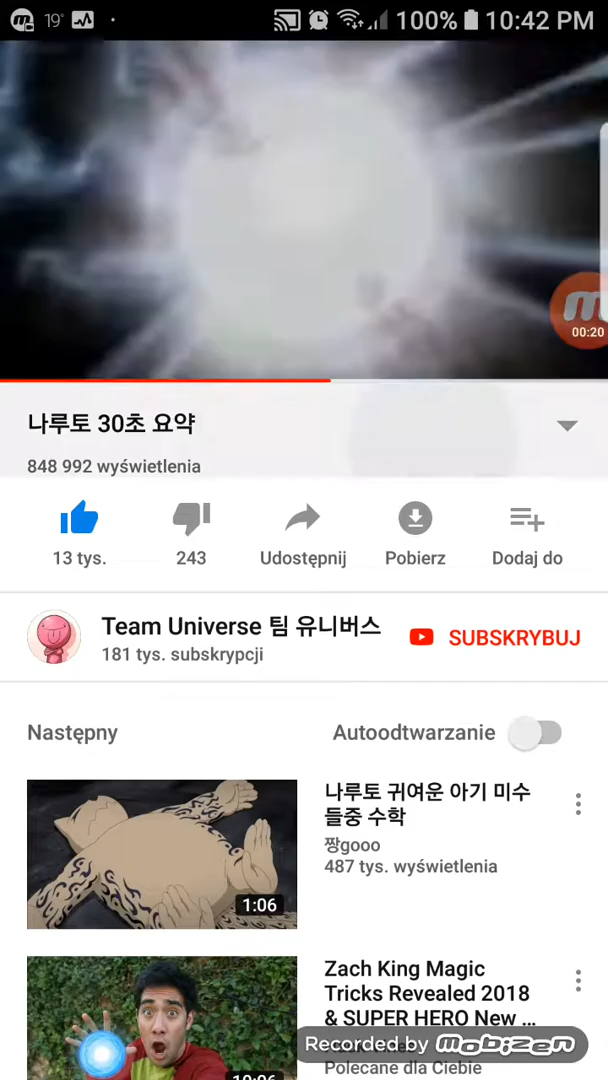 19° 100% 10:42 PM
00:20
나루토 30초 요약
848 992 wyświetlenia
13 tys. 243 Udostępnij Pobierz Dodaj do
Team Universe 팀 유니버스
181 tys. subskrypcji
SUBSKRYBUJ
Następny Autoodtwarzanie
나루토 귀여운 아기 미수
들중 수학
짱gooo
487 tys. wyświetlenia
1:06
Zach King Magic
Tricks Revealed 2018
& SUPER HERO New ...
Recorded by mobizen
Polecane dla Ciebie